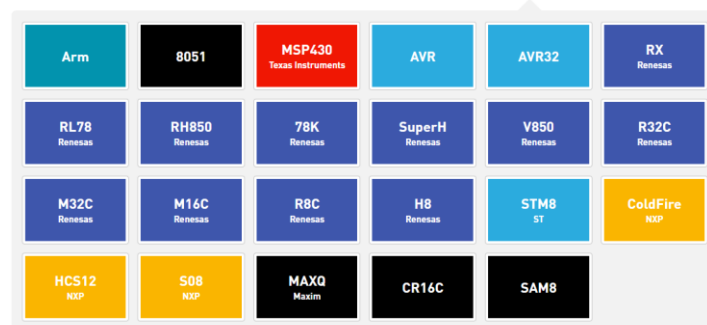 Arm
8051
MSP430
Texas Instruments
AVR
AVR32
RX
Renesas
RL78
Renesas
RH850
Renesas
78K
Renesas
SuperH
Renesas
V850
Renesas
R32C
Renesas
M32C
Renesas
M16C
Renesas
R8C
Renesas
H8
Renesas
STM8
ST
ColdFire
NXP
HCS12
NXP
S08
NXP
MAXQ
Maxim
CR16C
SAM8